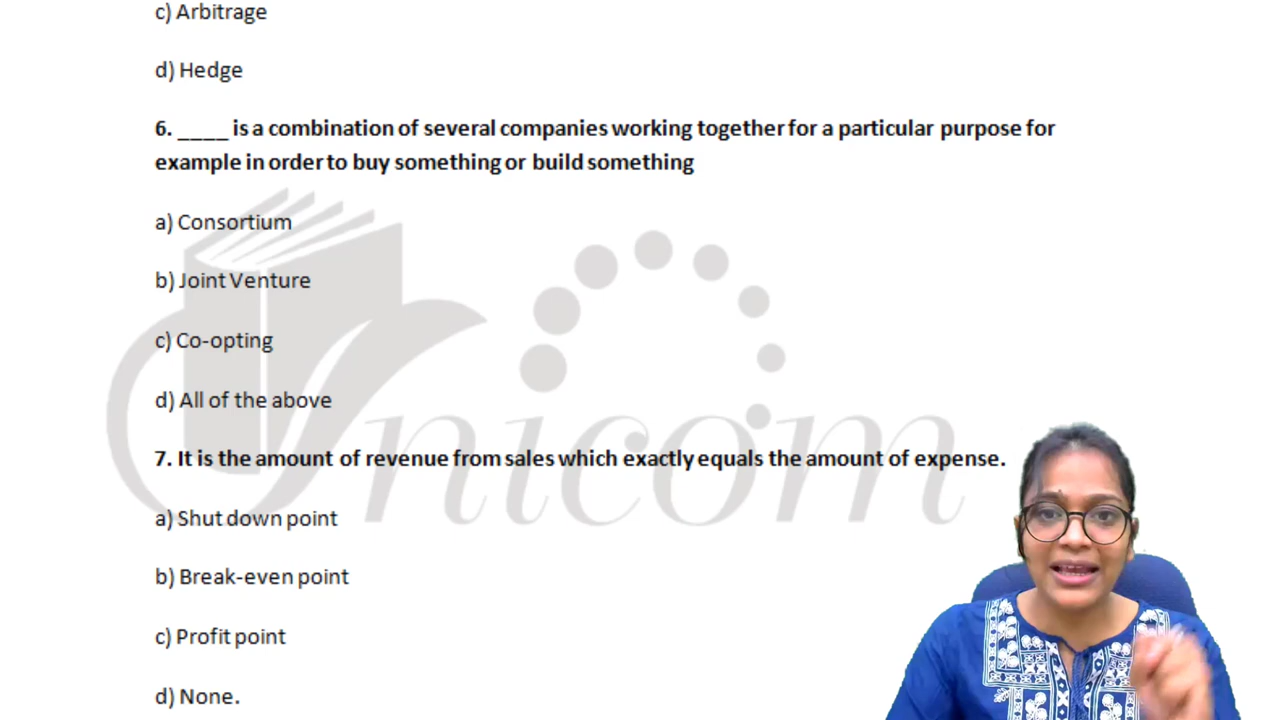 c) Arbitrage
d) Hedge
6. ____ is a combination of several companies working together for a particular purpose for
example in order to buy something or build something
a) Consortium
b) Joint Venture
c) Co-opting
d) All of the above
7. It is the amount of revenue from sales which exactly equals the amount of expense.
a) Shut down point
b) Break-even point
c) Profit point
d) None.
Unicom